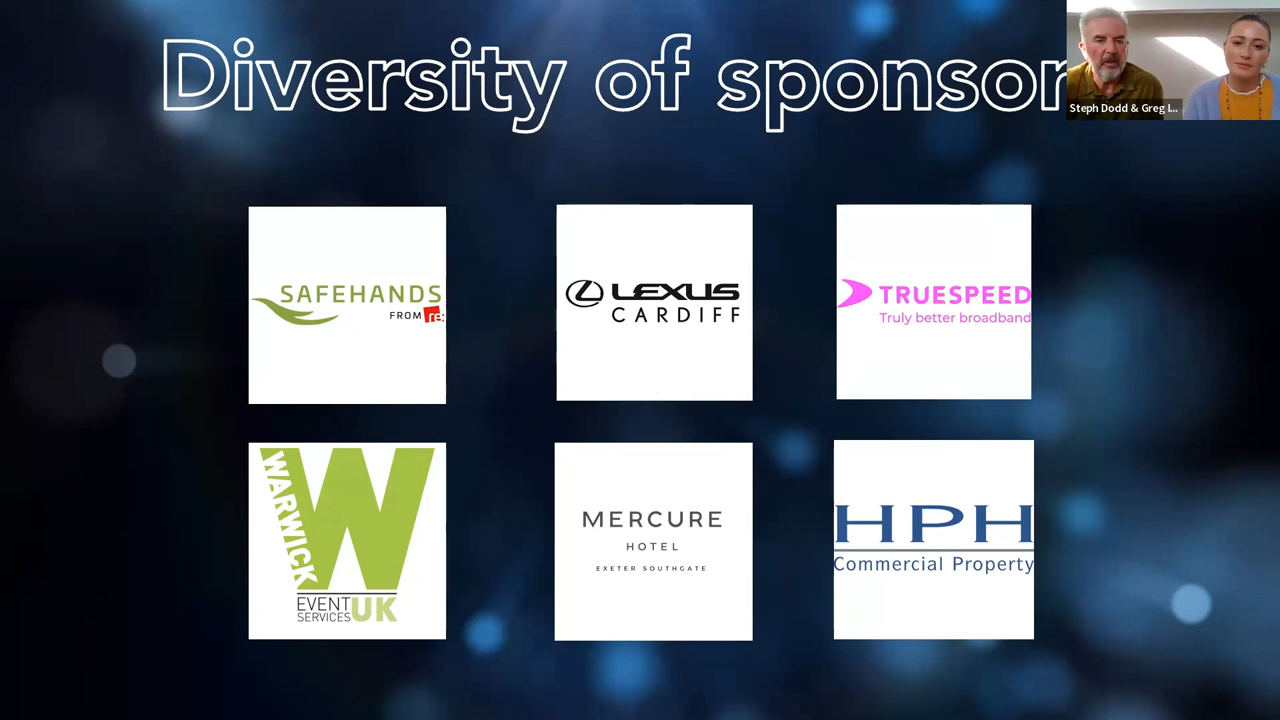 Diversity of sponsor
Steph Dodd & Greg L...
SAFEHANDS
FROM re:
LEXUS
CARDIFF
TRUESPEED
Truly better broadband
WARWICK
W
EVENT
SERVICES UK
MERCURE
HOTEL
EXETER SOUTHGATE
HPH
Commercial Property